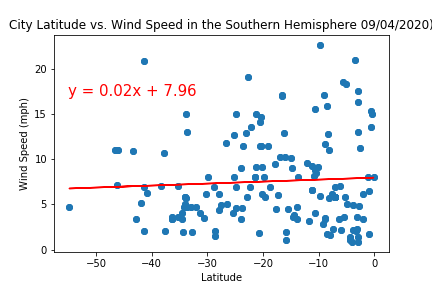 City Latitude vs. Wind Speed in the Southern Hemisphere 09/04/2020)
y = 0.02x + 7.96
Wind Speed (mph)
20
15
10
5
0
−50
−40
−30
−20
−10
0
Latitude